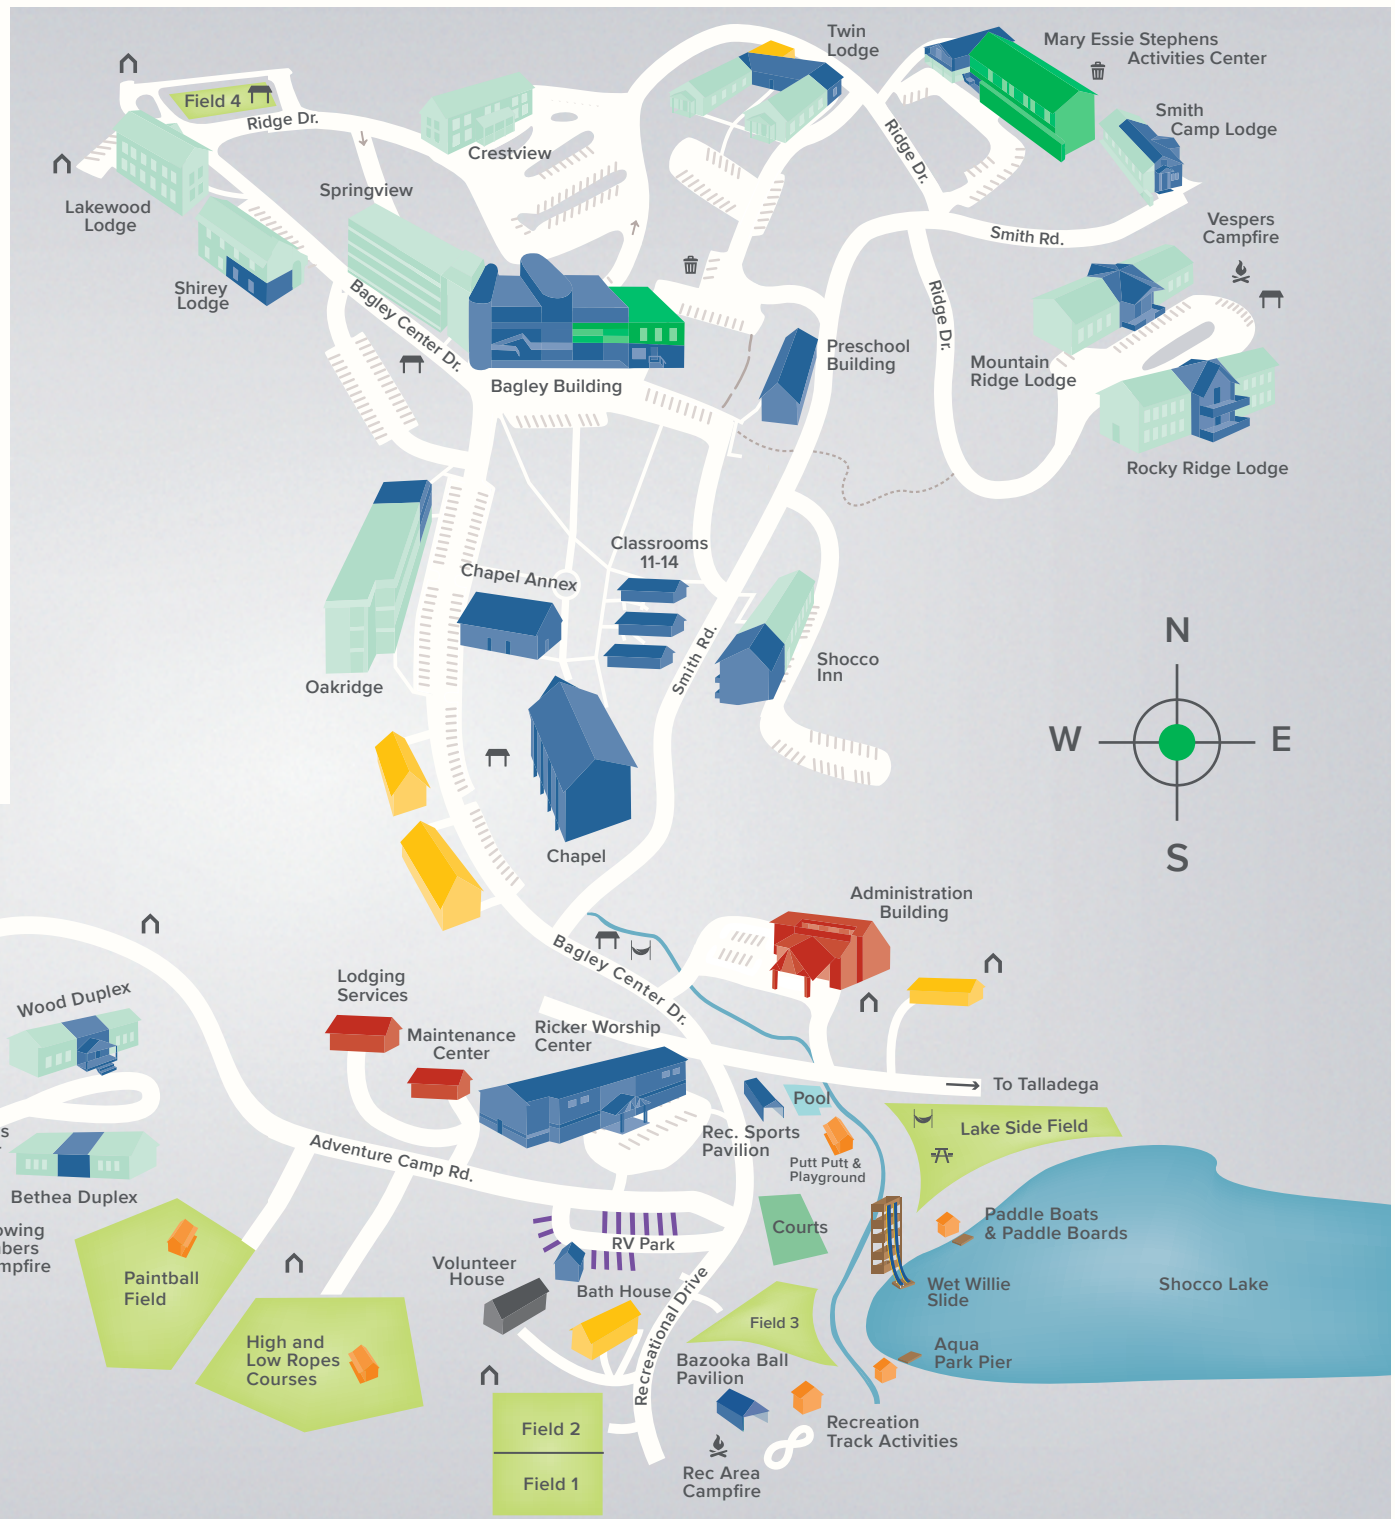 Twin
Lodge
Mary Essie Stephens
Activities Center
Field 4
Ridge Dr.
Crestview
Ridge Dr.
Smith
Camp Lodge
Springview
Lakewood
Lodge
Vespers
Campfire
Smith Rd.
Shirey
Lodge
Bagley Center Dr.
Ridge Dr.
Preschool
Building
Mountain
Ridge Lodge
Bagley Building
Rocky Ridge Lodge
Classrooms
11-14
Chapel Annex
Smith Rd.
Shocco
Inn
Oakridge
N
W
E
S
Chapel
Administration
Building
Bagley Center Dr.
Lodging
Services
Wood Duplex
Maintenance
Center
Ricker Worship
Center
To Talladega
Pool
Lake Side Field
Rec. Sports
Pavilion
Adventure Camp Rd.
Putt Putt &
Playground
Bethea Duplex
Courts
Paddle Boats
& Paddle Boards
RV Park
Volunteer
House
Paintball
Field
Bath House
Wet Willie
Slide
Shocco Lake
Recreational Drive
Field 3
High and
Low Ropes
Courses
Aqua
Park Pier
Bazooka Ball
Pavilion
Field 2
Recreation
Track Activities
Field 1
Rec Area
Campfire